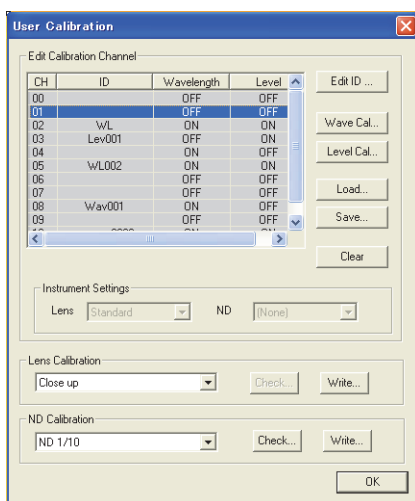 User Calibration
Edit Calibration Channel
CH ID Wavelength Level
00 OFF OFF
01 OFF OFF
02 WL ON ON
03 Lev001 OFF OFF
04 ON ON
05 WL002 ON OFF
06 OFF OFF
07 OFF OFF
08 Wav001 ON OFF
09 OFF OFF
Edit ID ...
Wave Cal...
Level Cal...
Load...
Save...
Clear
Instrument Settings
Lens Standard ND (None)
Lens Calibration
Close up Check... Write...
ND Calibration
ND 1/10 Check... Write...
OK